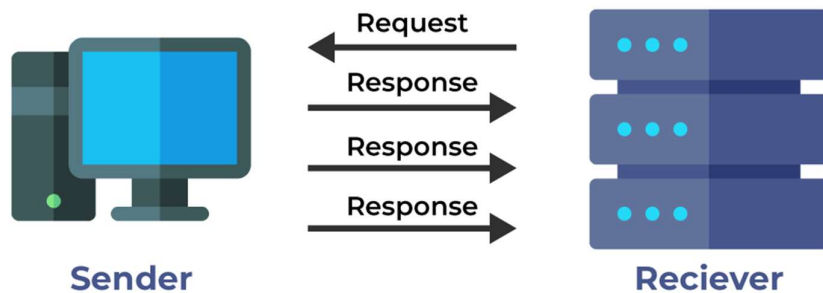 Request
Response
Response
Response
Sender
Reciever